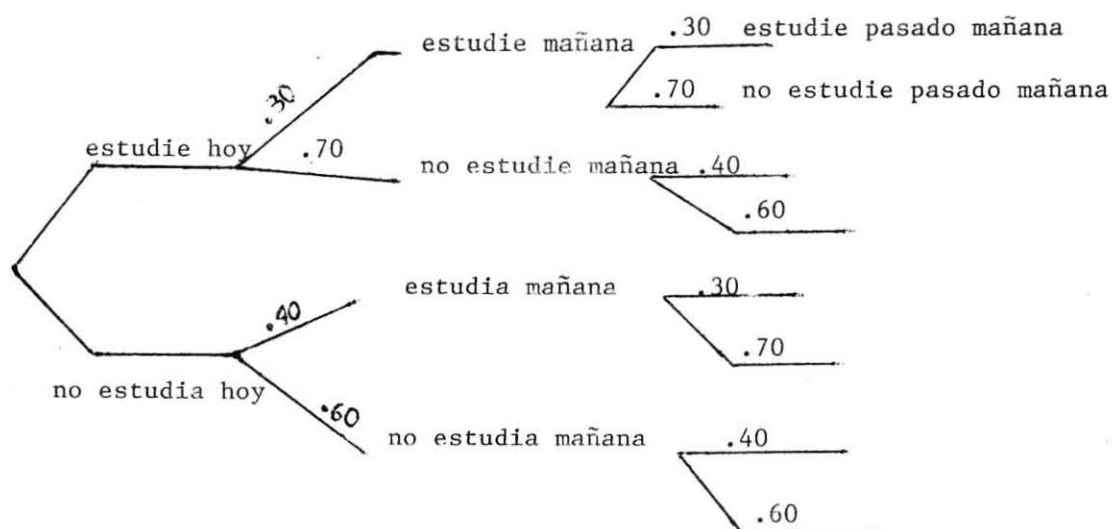 estudie mañana .30 estudie pasado mañana
.70 no estudie pasado mañana
.30
estudie hoy .70
no estudie mañana .40
.60
estudia mañana .30
.40
.70
no estudia hoy
.60
no estudia mañana .40
.60